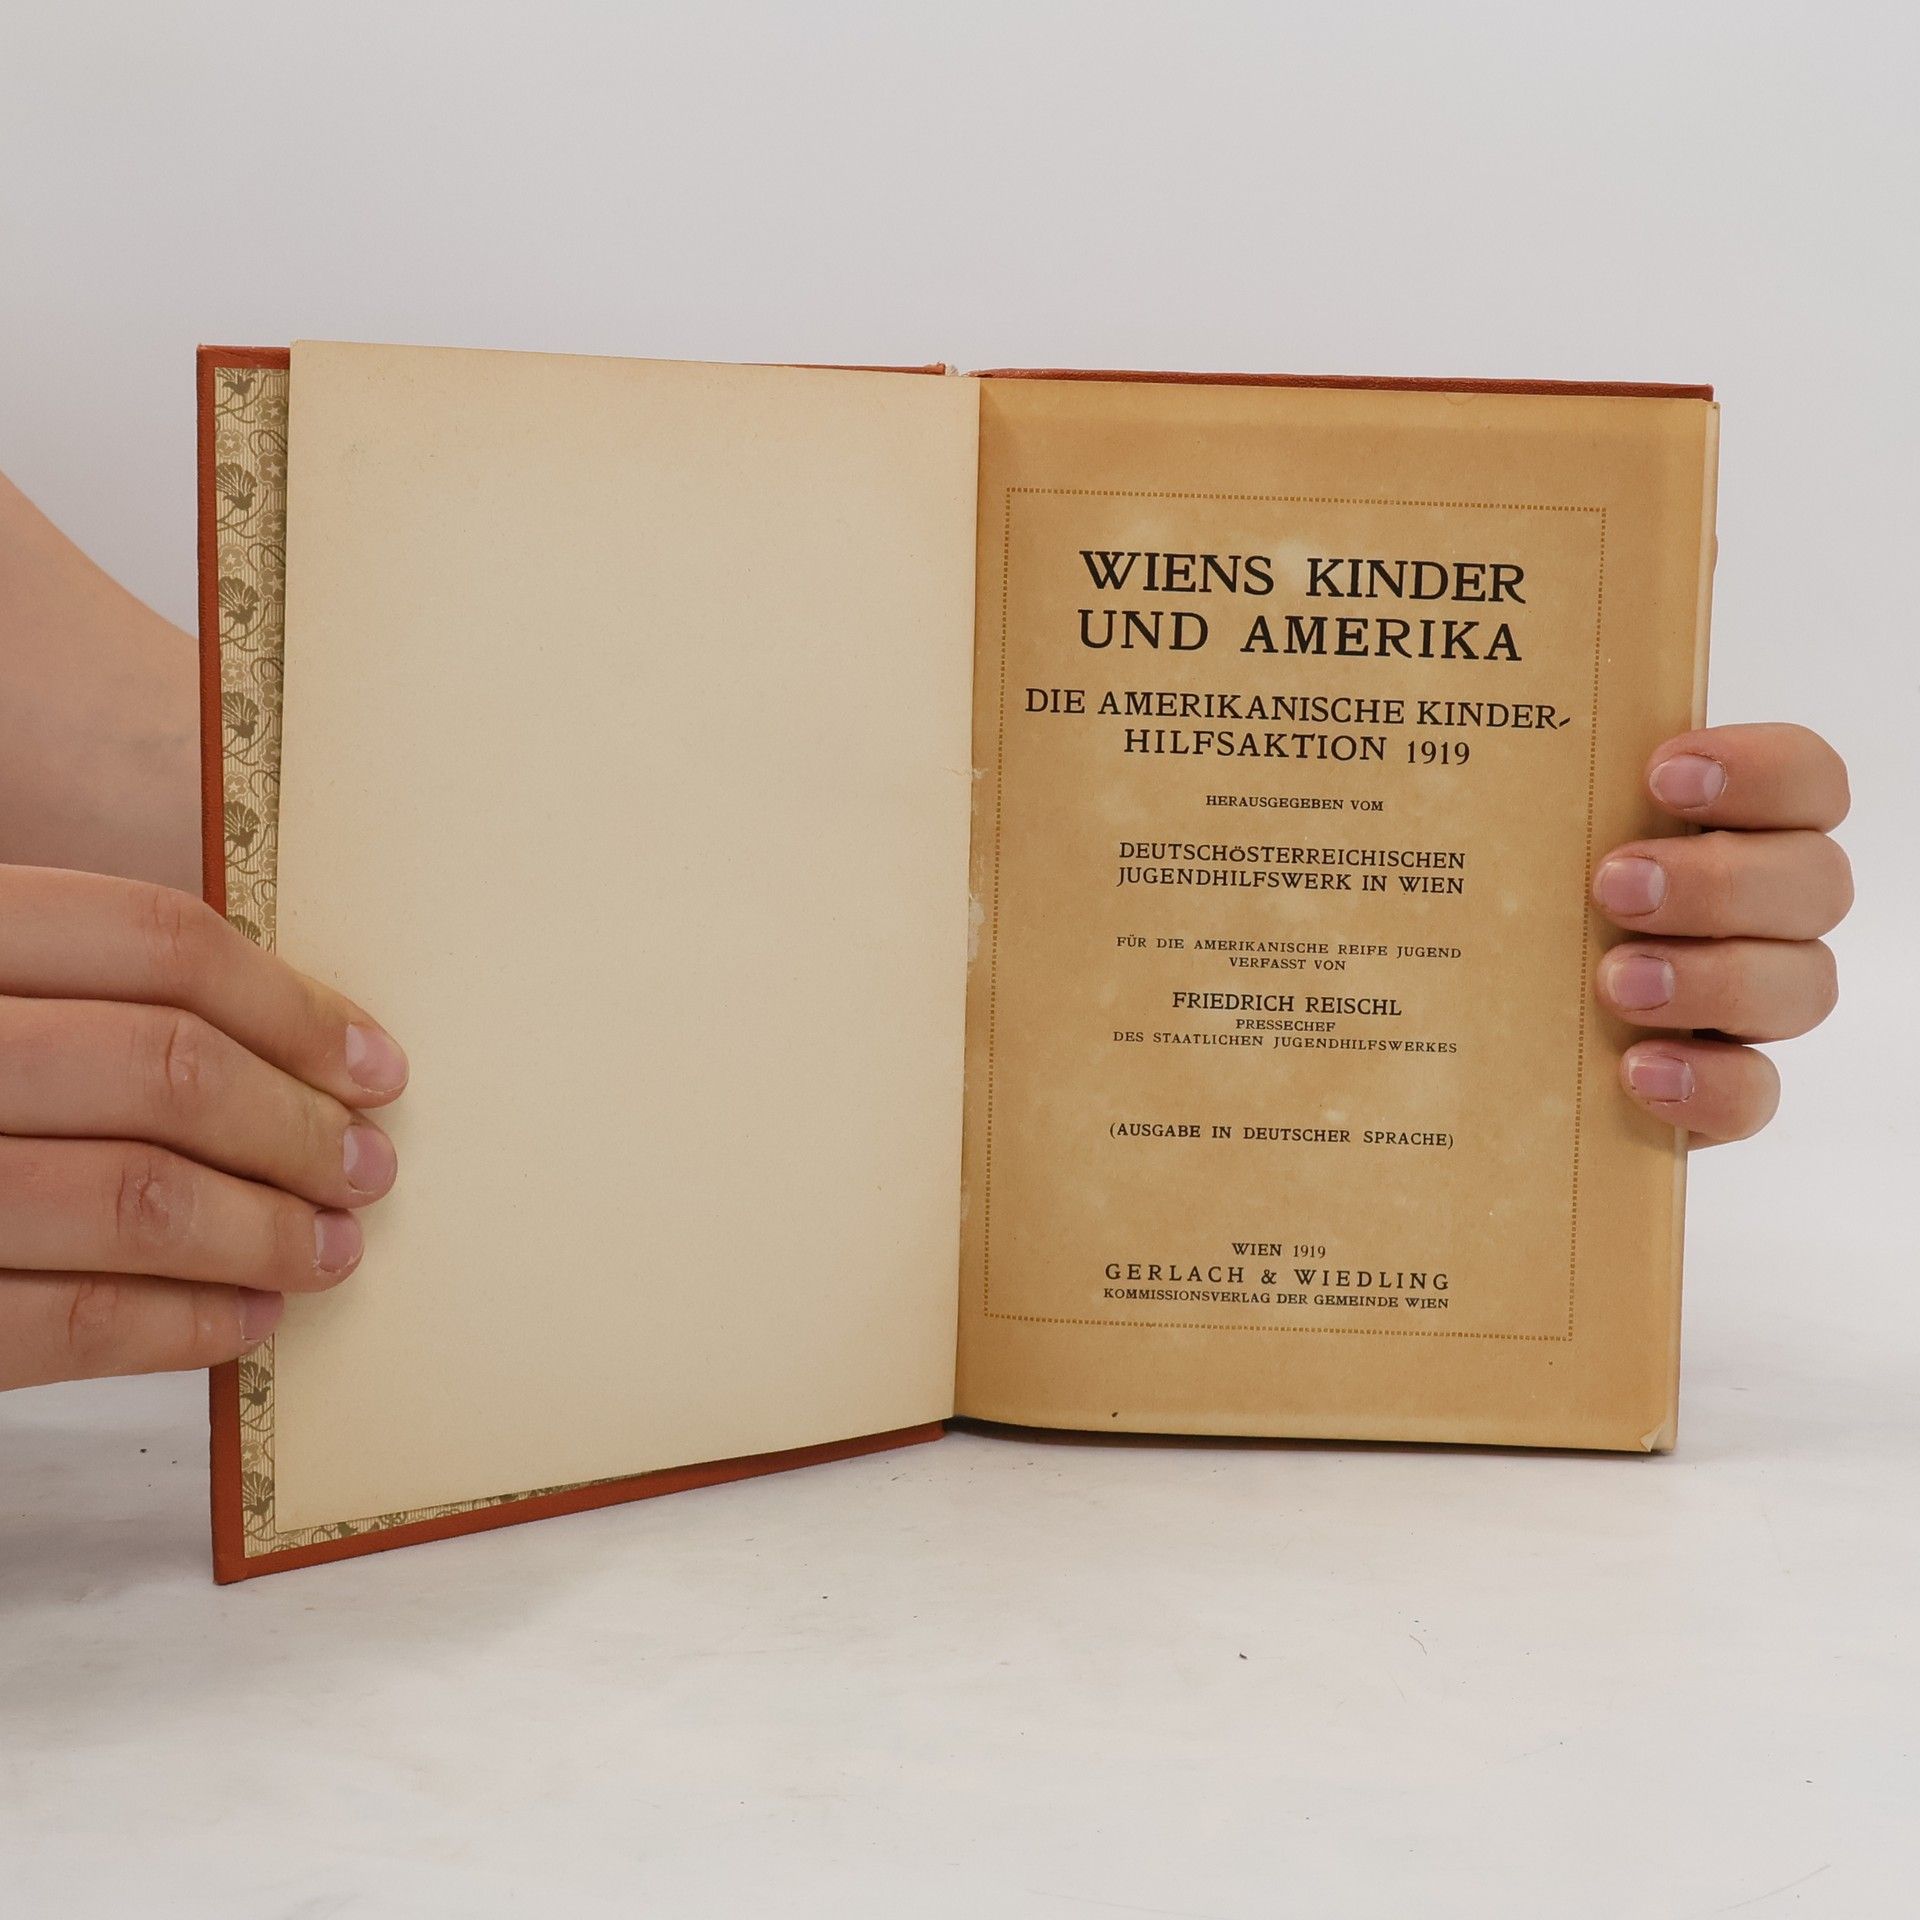 WIENS KINDER
UND AMERIKA
DIE AMERIKANISCHE KINDER-
HILFSAKTION 1919
HERAUSGEGEBEN VOM
DEUTSCHÖSTERREICHISCHEN
JUGENDHILFSWERK IN WIEN
FÜR DIE AMERIKANISCHE REIFE JUGEND
VERFASST VON
FRIEDRICH REISCHL
PRESSECHEF
DES STAATLICHEN JUGENDHILFSWERKES
(AUSGABE IN DEUTSCHER SPRACHE)
WIEN 1919
GERLACH & WIEDLING
KOMMISSIONSVERLAG DER GEMEINDE WIEN